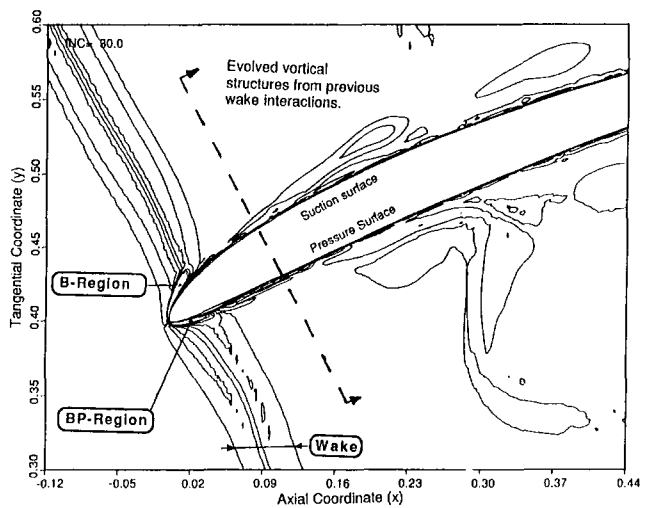 0.60
INC= 30.0
Evolved vortical
structures from previous
wake interactions.
0.55
0.50
0.45
0.40
0.35
0.30
Tangential Coordinate (y)
Suction surface
Pressure Surface
B-Region
BP-Region
Wake
-0.12 -0.05 0.02 0.09 0.16 0.23 0.30 0.37 0.44
Axial Coordinate (x)